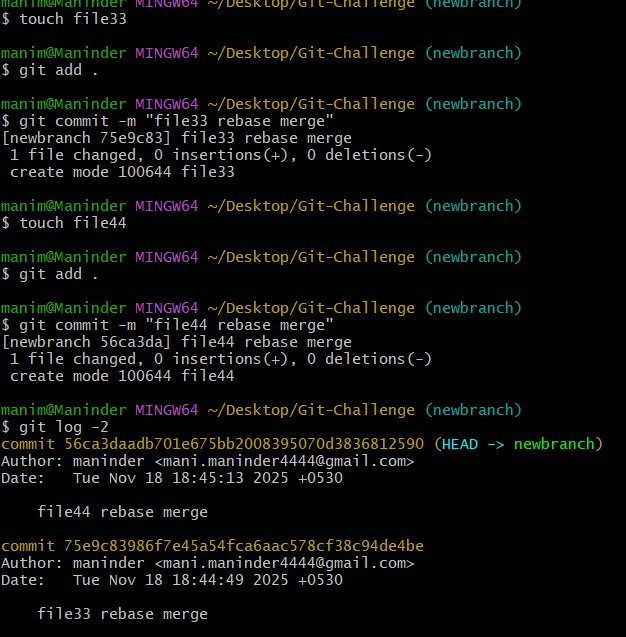 manim@Maninder MINGW64 ~/Desktop/Git-Challenge (newbranch)
$ touch file33
manim@Maninder MINGW64 ~/Desktop/Git-Challenge (newbranch)
$ git add .
manim@Maninder MINGW64 ~/Desktop/Git-Challenge (newbranch)
$ git commit -m "file33 rebase merge"
[newbranch 75e9c83] file33 rebase merge
 1 file changed, 0 insertions(+), 0 deletions(-)
 create mode 100644 file33
manim@Maninder MINGW64 ~/Desktop/Git-Challenge (newbranch)
$ touch file44
manim@Maninder MINGW64 ~/Desktop/Git-Challenge (newbranch)
$ git add .
manim@Maninder MINGW64 ~/Desktop/Git-Challenge (newbranch)
$ git commit -m "file44 rebase merge"
[newbranch 56ca3da] file44 rebase merge
 1 file changed, 0 insertions(+), 0 deletions(-)
 create mode 100644 file44
manim@Maninder MINGW64 ~/Desktop/Git-Challenge (newbranch)
$ git log -2
commit 56ca3daadb701e675bb2008395070d3836812590 (HEAD -> newbranch)
Author: maninder <mani.maninder4444@gmail.com>
Date:   Tue Nov 18 18:45:13 2025 +0530
    file44 rebase merge
commit 75e9c83986f7e45a54fca6aac578cf38c94de4be
Author: maninder <mani.maninder4444@gmail.com>
Date:   Tue Nov 18 18:44:49 2025 +0530
    file33 rebase merge